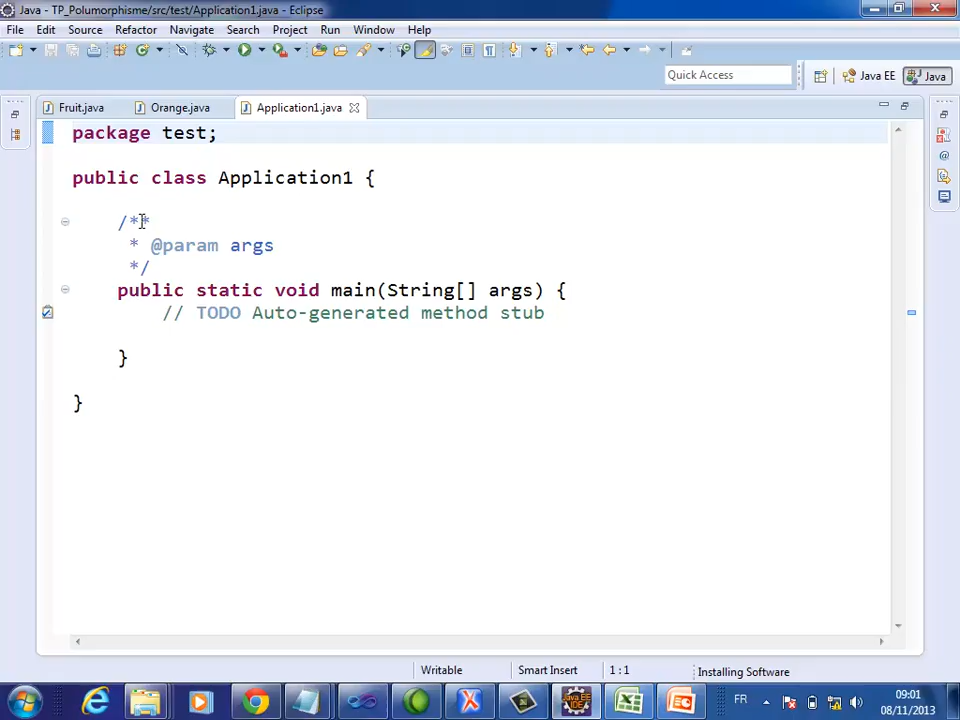 Java - TP_Polumorphisme/src/test/Application1.java - Eclipse
File Edit Source Refactor Navigate Search Project Run Window Help
Quick Access Java EE Java
Fruit.java Orange.java Application1.java
package test;
public class Application1 {
/**
* @param args
*/
public static void main(String[] args) {
// TODO Auto-generated method stub
}
}
Writable Smart Insert 1 : 1 Installing Software
FR 09:01
08/11/2013